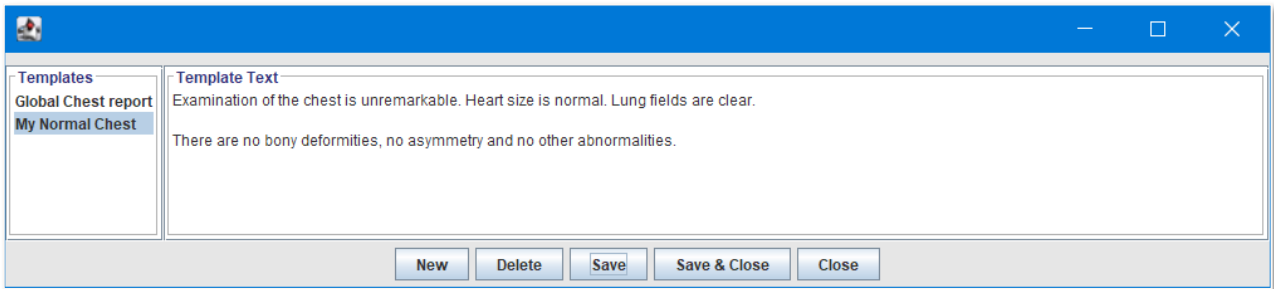 Templates
Global Chest report
My Normal Chest
Template Text
Examination of the chest is unremarkable. Heart size is normal. Lung fields are clear.
There are no bony deformities, no asymmetry and no other abnormalities.
New Delete Save Save & Close Close